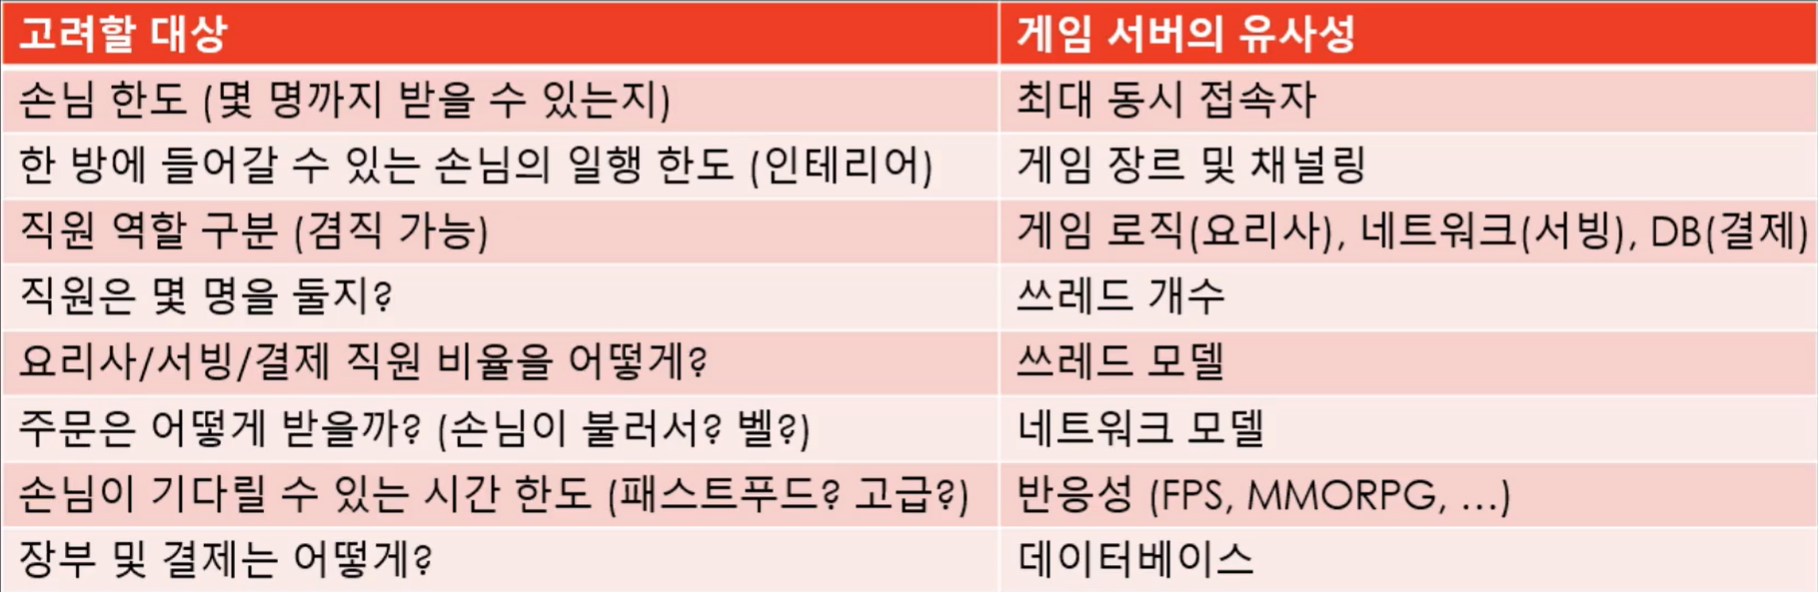 고려할 대상
게임 서버의 유사성
손님 한도 (몇 명까지 받을 수 있는지)
최대 동시 접속자
한 방에 들어갈 수 있는 손님의 일행 한도 (인테리어)
게임 장르 및 채널링
직원 역할 구분 (겸직 가능)
게임 로직(요리사), 네트워크(서빙), DB(결제)
직원은 몇 명을 둘지?
쓰레드 개수
요리사/서빙/결제 직원 비율을 어떻게?
쓰레드 모델
주문은 어떻게 받을까? (손님이 불러서? 벨?)
네트워크 모델
손님이 기다릴 수 있는 시간 한도 (패스트푸드? 고급?)
반응성 (FPS, MMORPG, …)
장부 및 결제는 어떻게?
데이터베이스